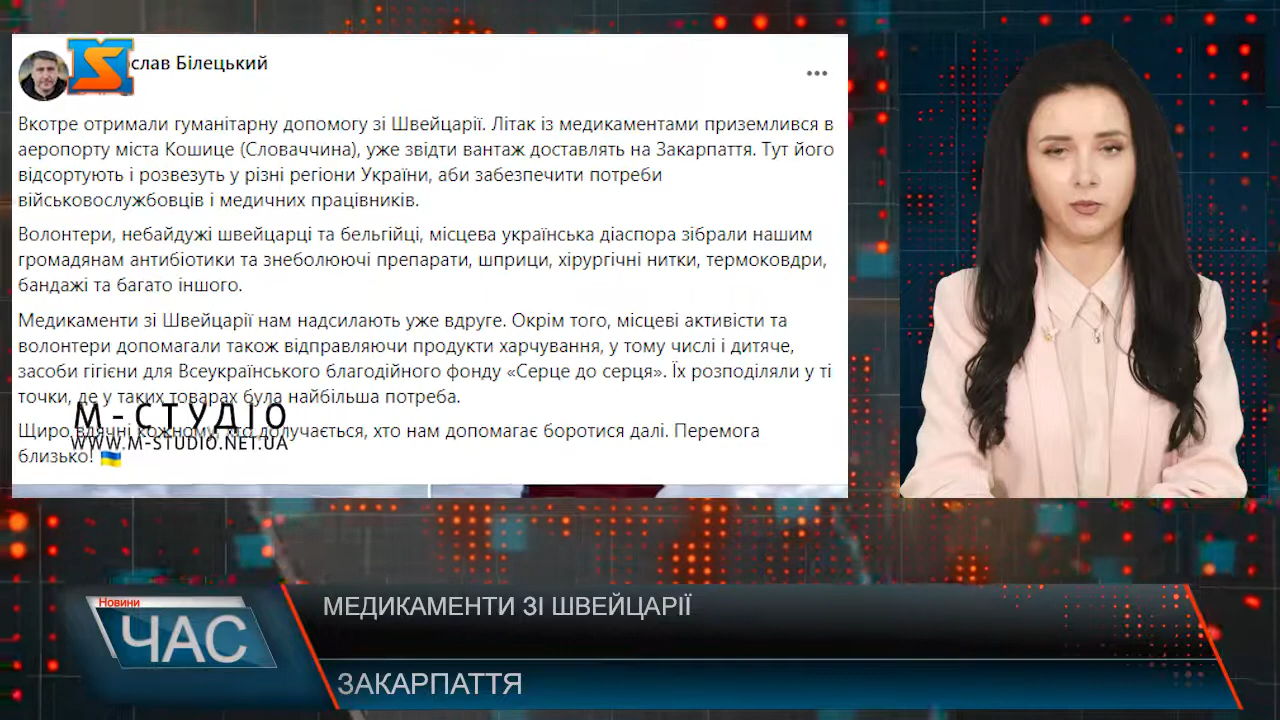 слав Білецький
Вкотре отримали гуманітарну допомогу зі Швейцарії. Літак із медикаментами приземлився в
аеропорту міста Кошице (Словаччина), уже звідти вантаж доставлять на Закарпаття. Тут його
відсортують і розвезуть у різні регіони України, аби забезпечити потреби
військовослужбовців і медичних працівників.
Волонтери, небайдужі швейцарці та бельгійці, місцева українська діаспора зібрали нашим
громадянам антибіотики та знеболюючі препарати, шприци, хірургічні нитки, термоковдри,
бандажі та багато іншого.
Медикаменти зі Швейцарії нам надсилають уже вдруге. Окрім того, місцеві активісти та
волонтери допомагали також відправляючи продукти харчування, у тому числі і дитяче,
засоби гігієни для Всеукраїнського благодійного фонду «Серце до серця». Їх розподіляли у ті
точки, де у таких товарах була найбільша потреба.
М-СТУДІО
Щиро вдячні кожному, хто долучається, хто нам допомагає боротися далі. Перемога
WWW.M-STUDIO.NET.UA
близько!
Новини
ЧАС
МЕДИКАМЕНТИ ЗІ ШВЕЙЦАРІЇ
ЗАКАРПАТТЯ